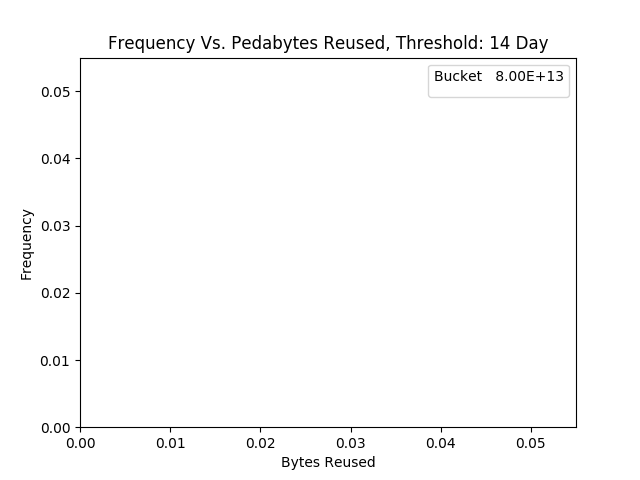 Frequency Vs. Pedabytes Reused, Threshold: 14 Day
Bucket 8.00E+13
0.05
0.04
0.03
0.02
0.01
0.00
Frequency
0.00 0.01 0.02 0.03 0.04 0.05
Bytes Reused